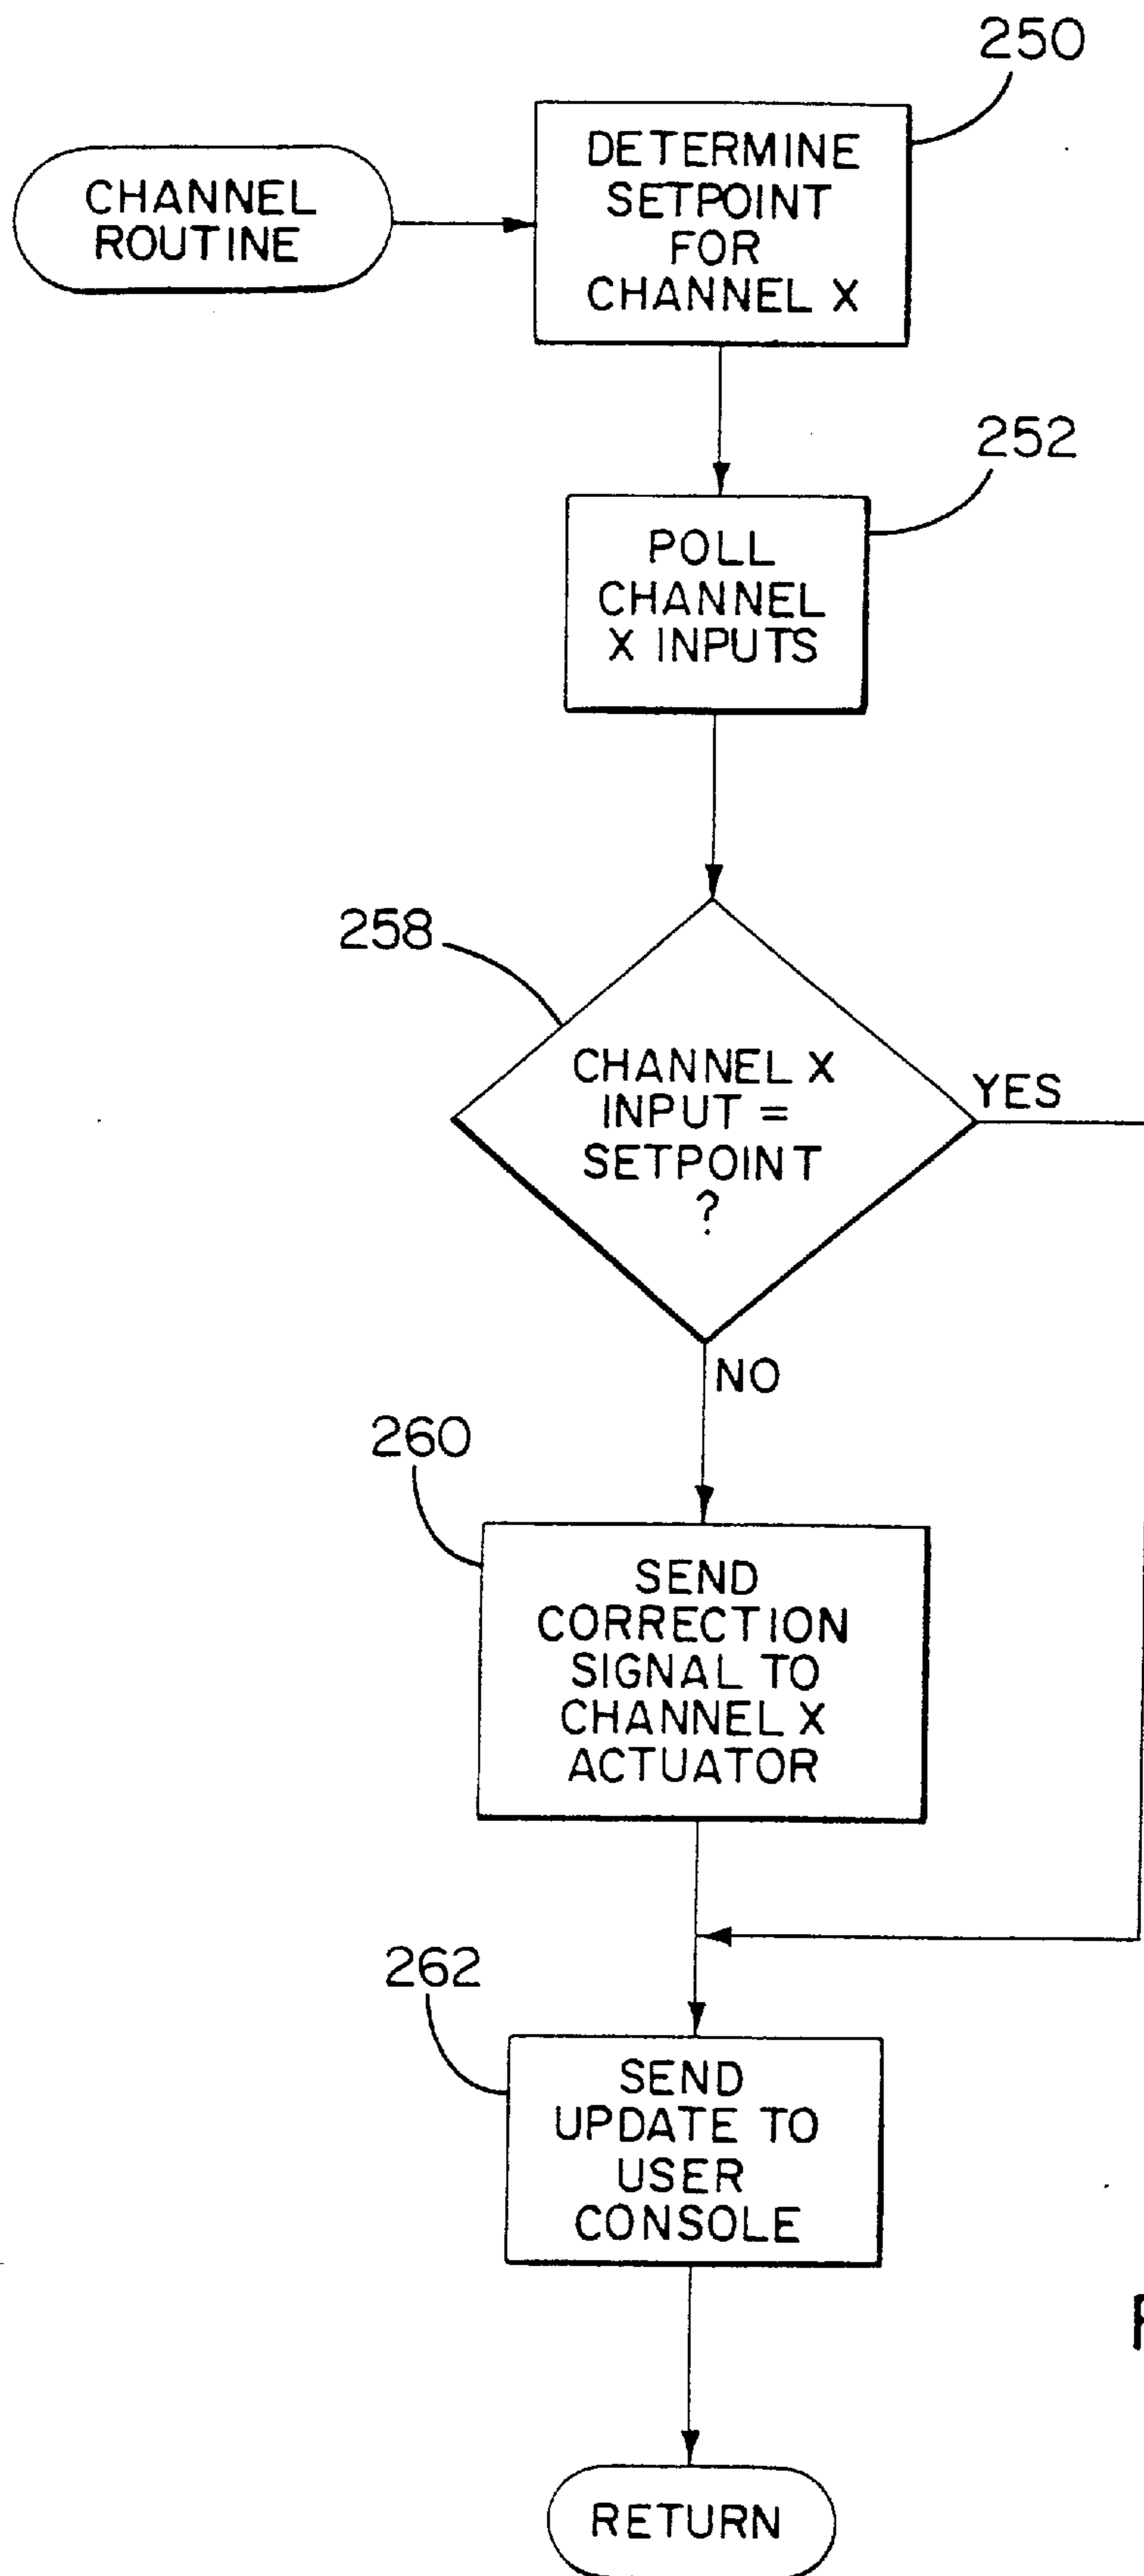 250
CHANNEL
ROUTINE
DETERMINE
SETPOINT
FOR
CHANNEL X
252
POLL
CHANNEL
X INPUTS
258
CHANNEL X
INPUT =
SETPOINT
?
YES
NO
260
SEND
CORRECTION
SIGNAL TO
CHANNEL X
ACTUATOR
262
SEND
UPDATE TO
USER
CONSOLE
RETURN